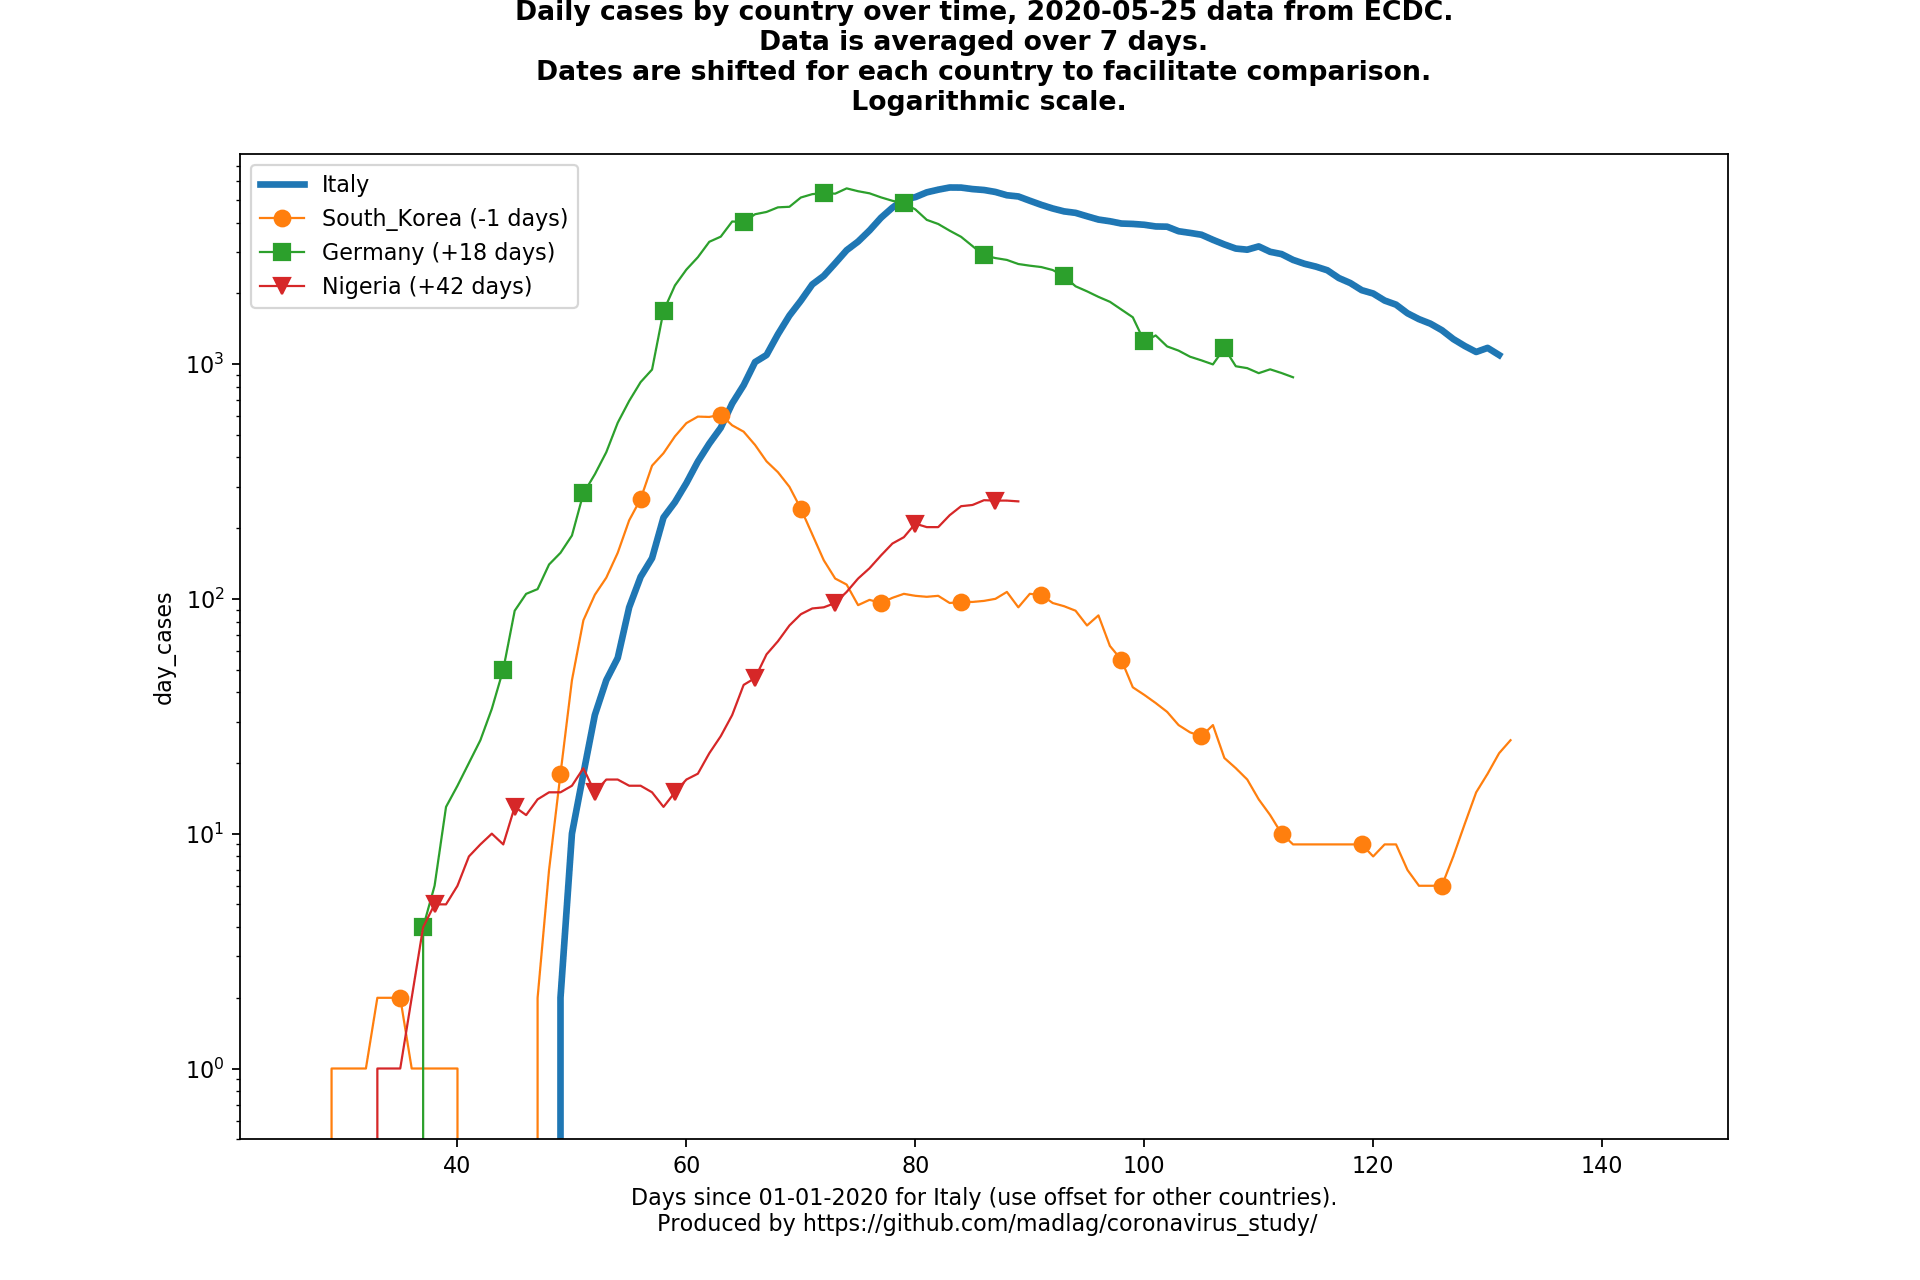 Daily cases by country over time, 2020-05-25 data from ECDC.
Data is averaged over 7 days.
Dates are shifted for each country to facilitate comparison.
Logarithmic scale.
Italy
South_Korea (-1 days)
Germany (+18 days)
Nigeria (+42 days)
10³
10²
10¹
10⁰
day_cases
40 60 80 100 120 140
Days since 01-01-2020 for Italy (use offset for other countries).
Produced by https://github.com/madlag/coronavirus_study/